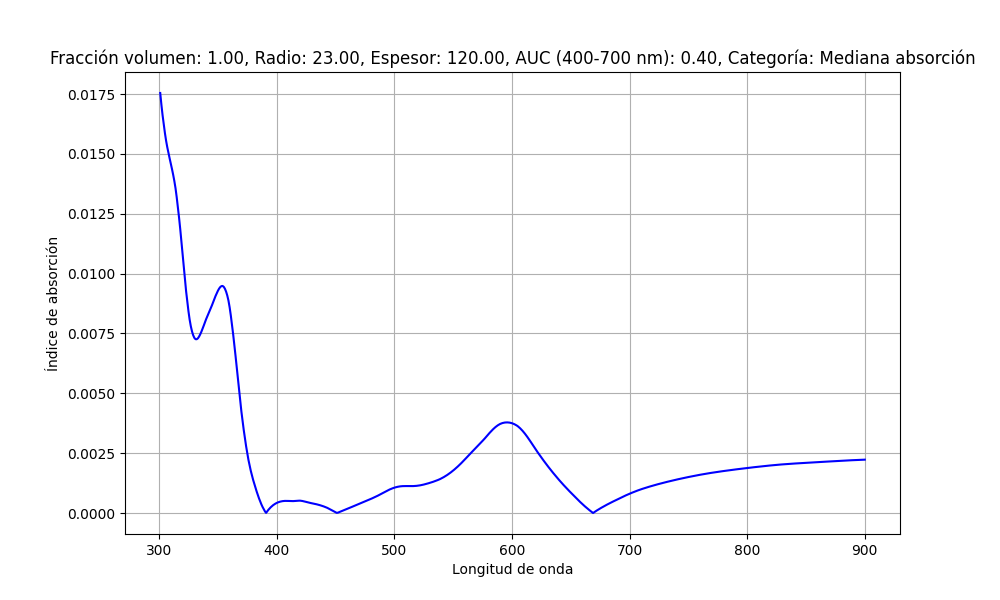 Fracción volumen: 1.00, Radio: 23.00, Espesor: 120.00, AUC (400-700 nm): 0.40, Categoría: Mediana absorción
0.0175
0.0150
0.0125
0.0100
0.0075
0.0050
0.0025
0.0000
Índice de absorción
300 400 500 600 700 800 900
Longitud de onda